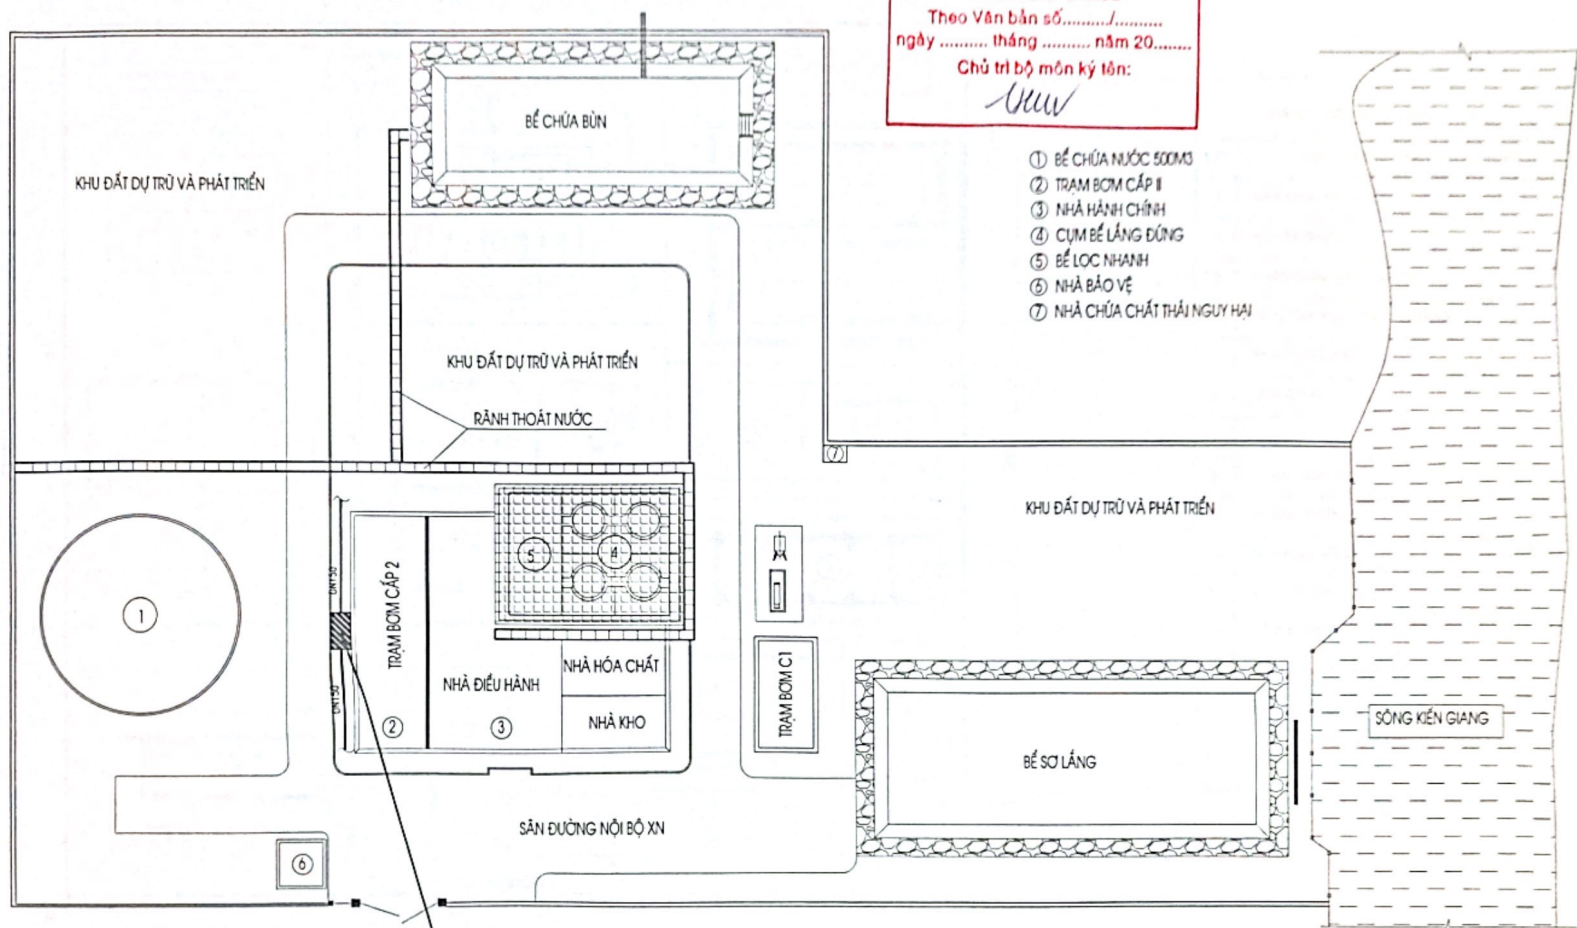 Theo Văn bản số........../..........
ngày .......... tháng .......... năm 20........
Chủ trì bộ môn ký tên:
BỂ CHỨA BÙN
KHU ĐẤT DỰ TRỮ VÀ PHÁT TRIỂN
① BỂ CHỨA NƯỚC 500M3
② TRẠM BƠM CẤP II
③ NHÀ HÀNH CHÍNH
④ CỤM BỂ LẮNG ĐỨNG
⑤ BỂ LỌC NHANH
⑥ NHÀ BẢO VỆ
⑦ NHÀ CHỨA CHẤT THẢI NGUY HẠI
KHU ĐẤT DỰ TRỮ VÀ PHÁT TRIỂN
RÃNH THOÁT NƯỚC
⑦
KHU ĐẤT DỰ TRỮ VÀ PHÁT TRIỂN
⑤
④
①
DN150
TRẠM BƠM CẤP 2
DN150
②
NHÀ ĐIỀU HÀNH
③
NHÀ HÓA CHẤT
NHÀ KHO
TRẠM BƠM C1
BỂ SƠ LẮNG
SÔNG KIẾN GIANG
SÂN ĐƯỜNG NỘI BỘ XN
⑥